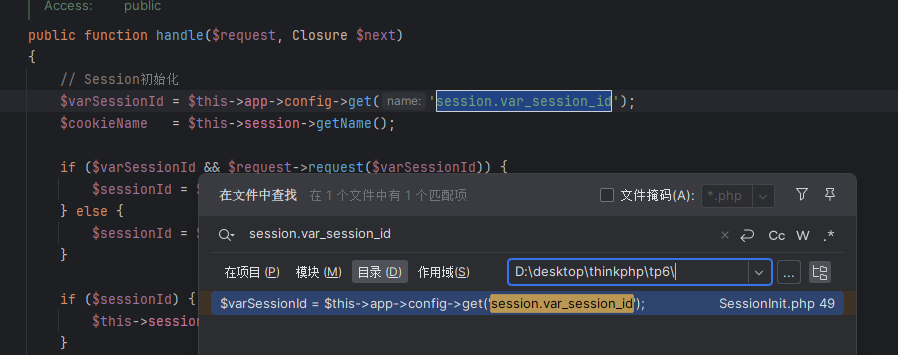 Access: public
public function handle($request, Closure $next)
{
// Session初始化
$varSessionId = $this->app->config->get( name: 'session.var_session_id');
$cookieName = $this->session->getName();
if ($varSessionId && $request->request($varSessionId)) {
$sessionId = $
} else {
$sessionId = $
}
if ($sessionId) {
$this->session
}
在文件中查找 在 1 个文件中有 1 个匹配项 文件掩码(A): *.php
session.var_session_id × Cc W .*
在项目 (P) 模块 (M) 目录 (D) 作用域(S) D:\desktop\thinkphp\tp6\ ...
$varSessionId = $this->app->config->get('session.var_session_id'); SessionInit.php 49